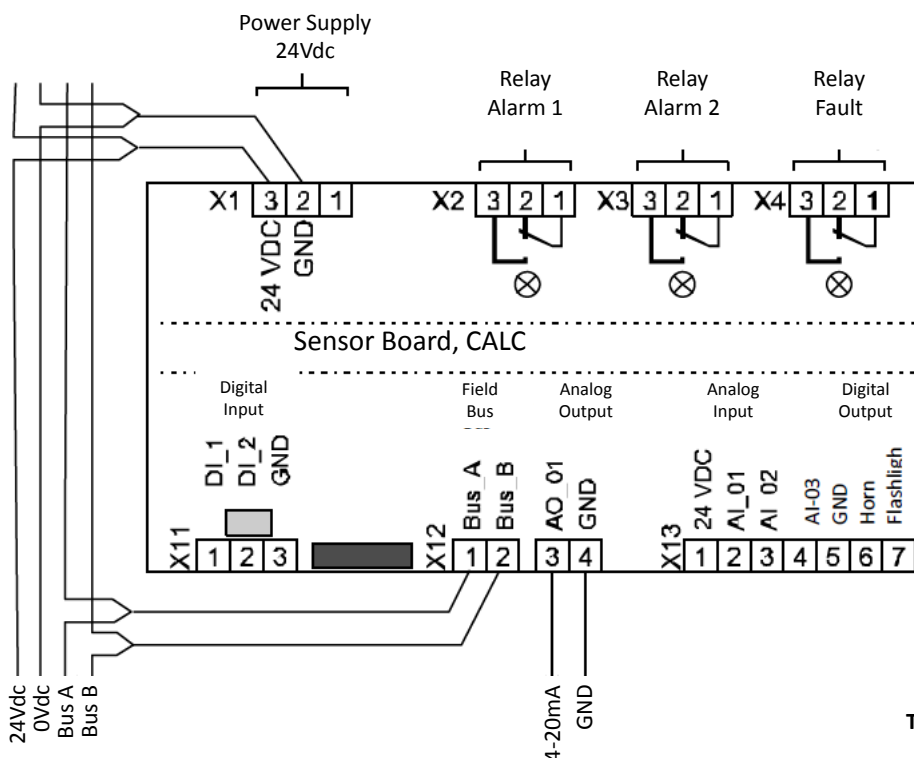 Power Supply
24Vdc
Relay
Alarm 1
Relay
Alarm 2
Relay
Fault
X1 3 2 1
X2 3 2 1
X3 3 2 1
X4 3 2 1
24 VDC
GND
Sensor Board, CALC
Digital
Input
Field
Bus
Analog
Output
Analog
Input
Digital
Output
DI_1
DI_2
GND
Bus_A
Bus_B
AO_01
GND
24 VDC
AI_01
AI_02
AI-03
GND
Horn
Flashligh
X11 1 2 3
X12 1 2 3 4
X13 1 2 3 4 5 6 7
24Vdc
0Vdc
Bus A
Bus B
4-20mA
GND
T